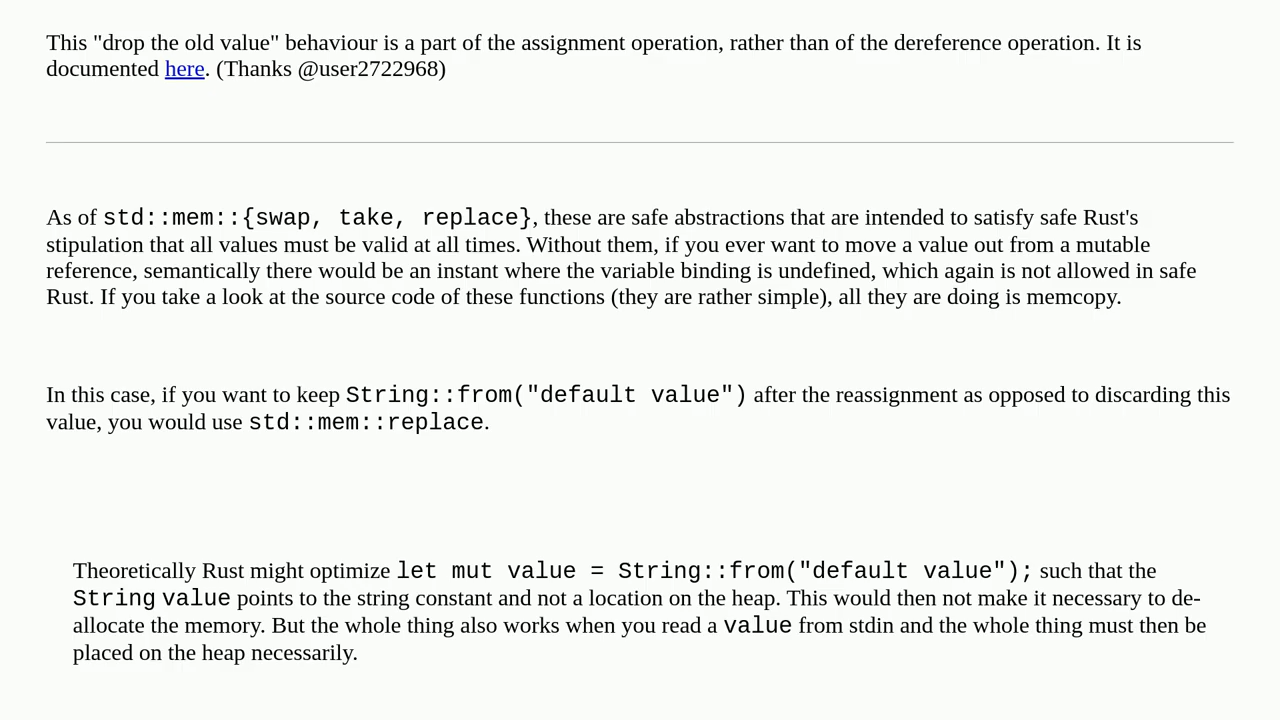 This "drop the old value" behaviour is a part of the assignment operation, rather than of the dereference operation. It is
documented here. (Thanks @user2722968)
As of std::mem::{swap, take, replace}, these are safe abstractions that are intended to satisfy safe Rust's
stipulation that all values must be valid at all times. Without them, if you ever want to move a value out from a mutable
reference, semantically there would be an instant where the variable binding is undefined, which again is not allowed in safe
Rust. If you take a look at the source code of these functions (they are rather simple), all they are doing is memcopy.
In this case, if you want to keep String::from("default value") after the reassignment as opposed to discarding this
value, you would use std::mem::replace.
Theoretically Rust might optimize let mut value = String::from("default value"); such that the
String value points to the string constant and not a location on the heap. This would then not make it necessary to de-
allocate the memory. But the whole thing also works when you read a value from stdin and the whole thing must then be
placed on the heap necessarily.